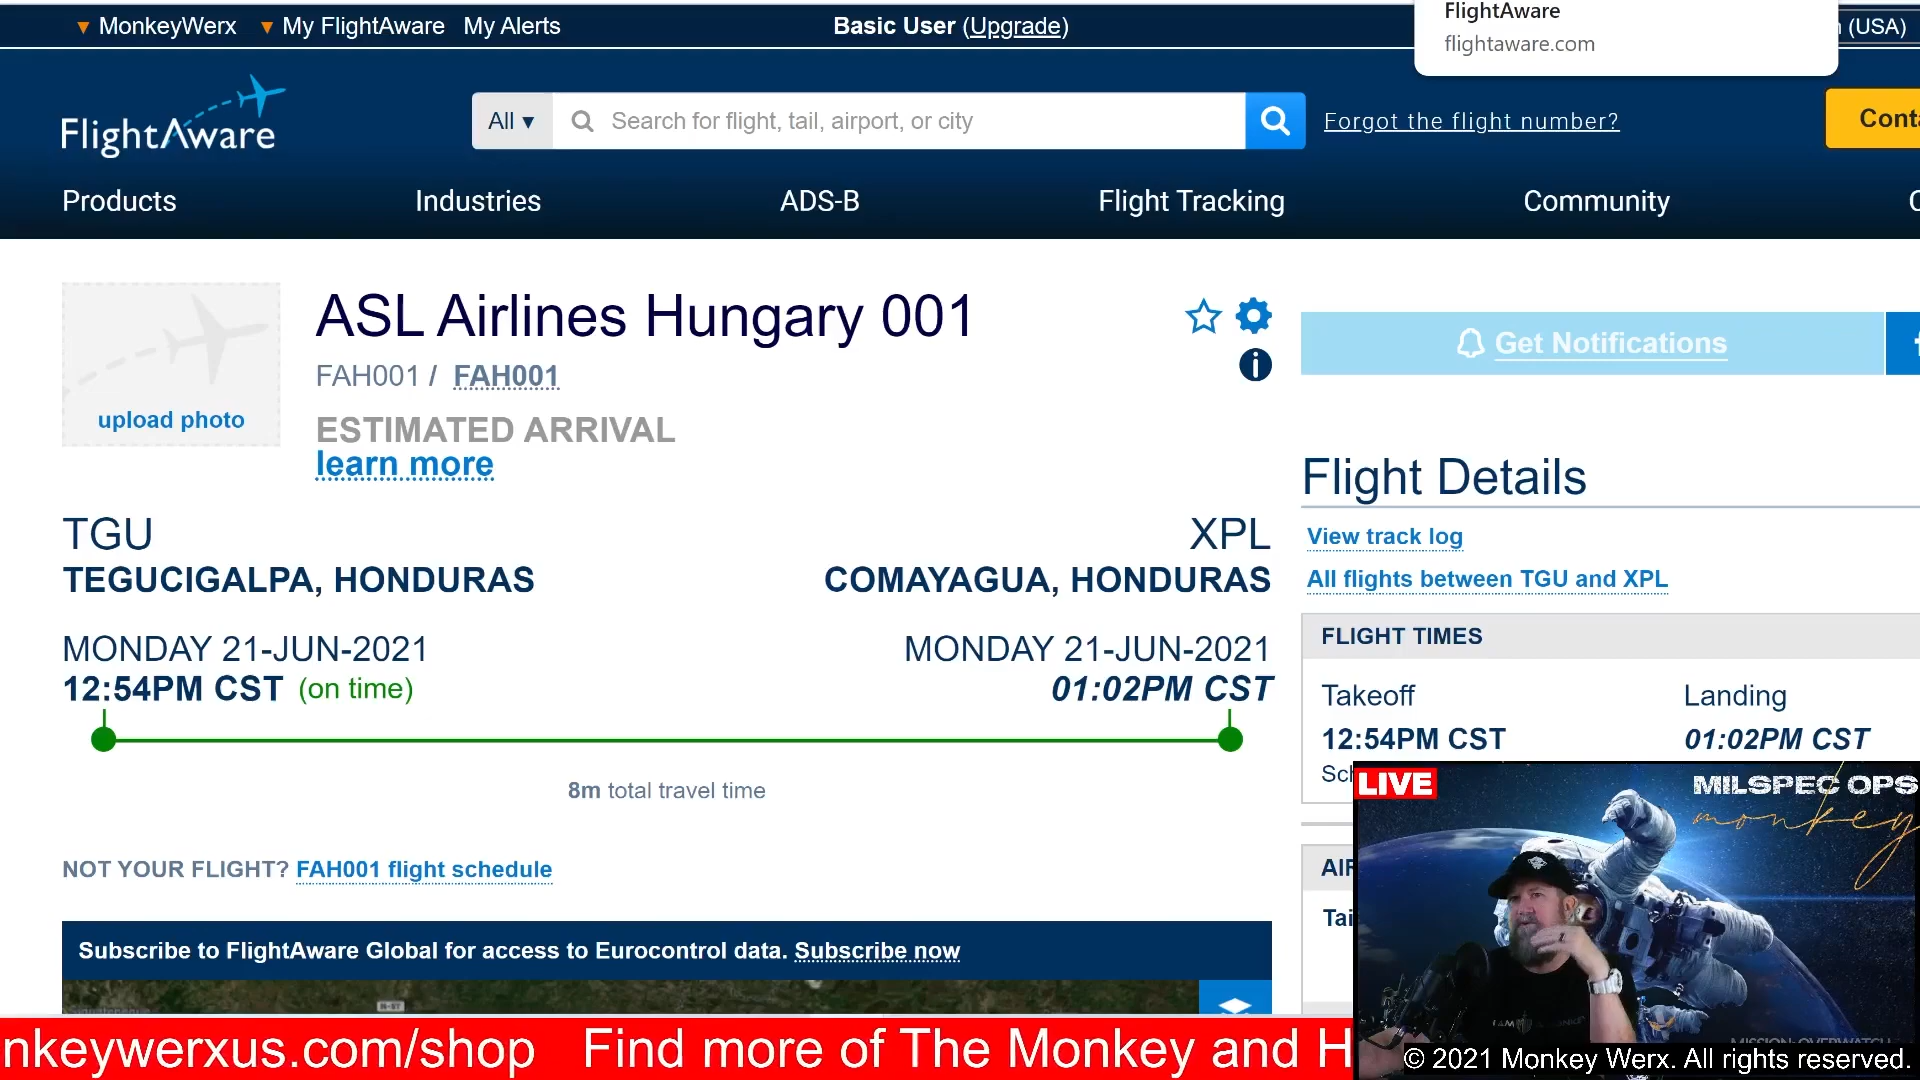 FlightAware
flightaware.com
▼ MonkeyWerx ▼ My FlightAware My Alerts Basic User (Upgrade) (USA)
FlightAware
All ▼ Search for flight, tail, airport, or city
Forgot the flight number?
Products Industries ADS-B Flight Tracking Community
upload photo
ASL Airlines Hungary 001
FAH001 / FAH001
ESTIMATED ARRIVAL
learn more
Get Notifications
Flight Details
View track log
All flights between TGU and XPL
TGU XPL
TEGUCIGALPA, HONDURAS COMAYAGUA, HONDURAS
MONDAY 21-JUN-2021 MONDAY 21-JUN-2021
12:54PM CST (on time) 01:02PM CST
8m total travel time
FLIGHT TIMES
Takeoff Landing
12:54PM CST 01:02PM CST
NOT YOUR FLIGHT? FAH001 flight schedule
Subscribe to FlightAware Global for access to Eurocontrol data. Subscribe now
LIVE
MILSPEC OPS
monkey
nkeywerxus.com/shop Find more of The Monkey and H
© 2021 Monkey Werx. All rights reserved.